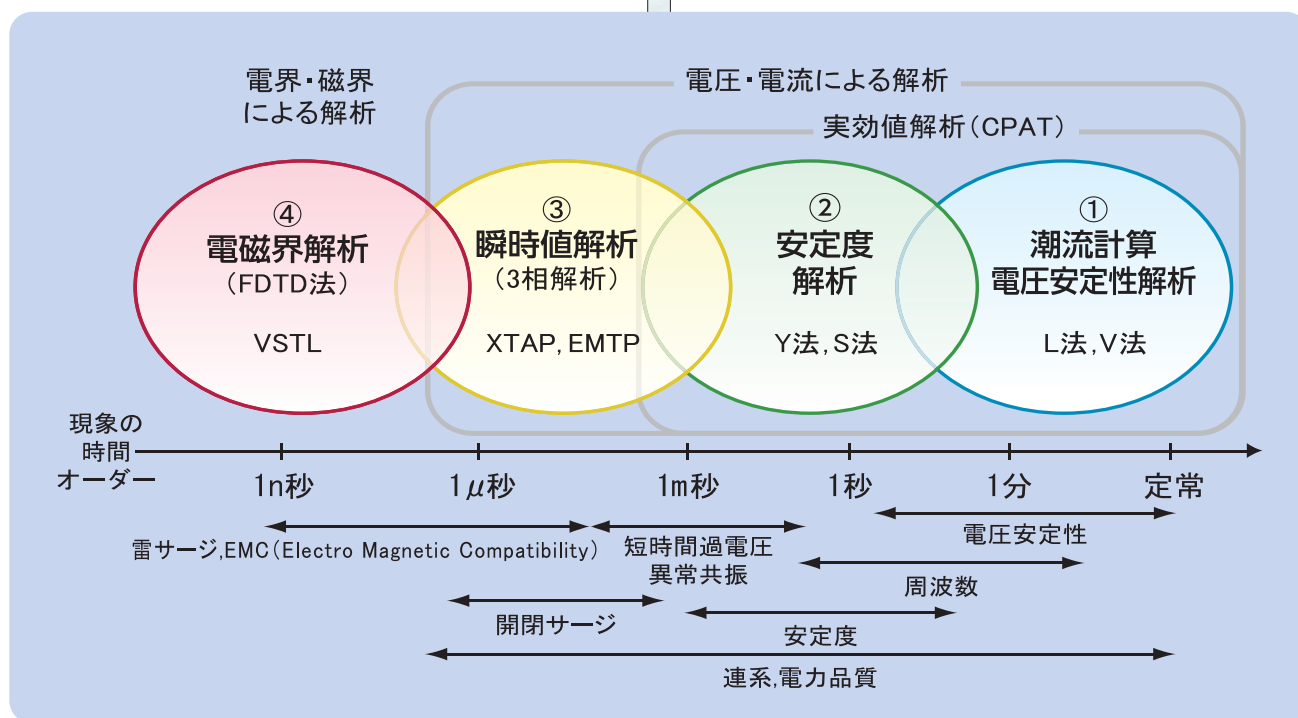 電界・磁界
による解析
電圧・電流による解析
実効値解析(CPAT)
④
電磁界解析
(FDTD法)
VSTL
③
瞬時値解析
(3相解析)
XTAP, EMTP
②
安定度
解析
Y法, S法
①
潮流計算
電圧安定性解析
L法, V法
現象の
時間
オーダー
1n秒
1μ秒
1m秒
1秒
1分
定常
雷サージ,EMC(Electro Magnetic Compatibility)
短時間過電圧
異常共振
電圧安定性
周波数
開閉サージ
安定度
連系,電力品質